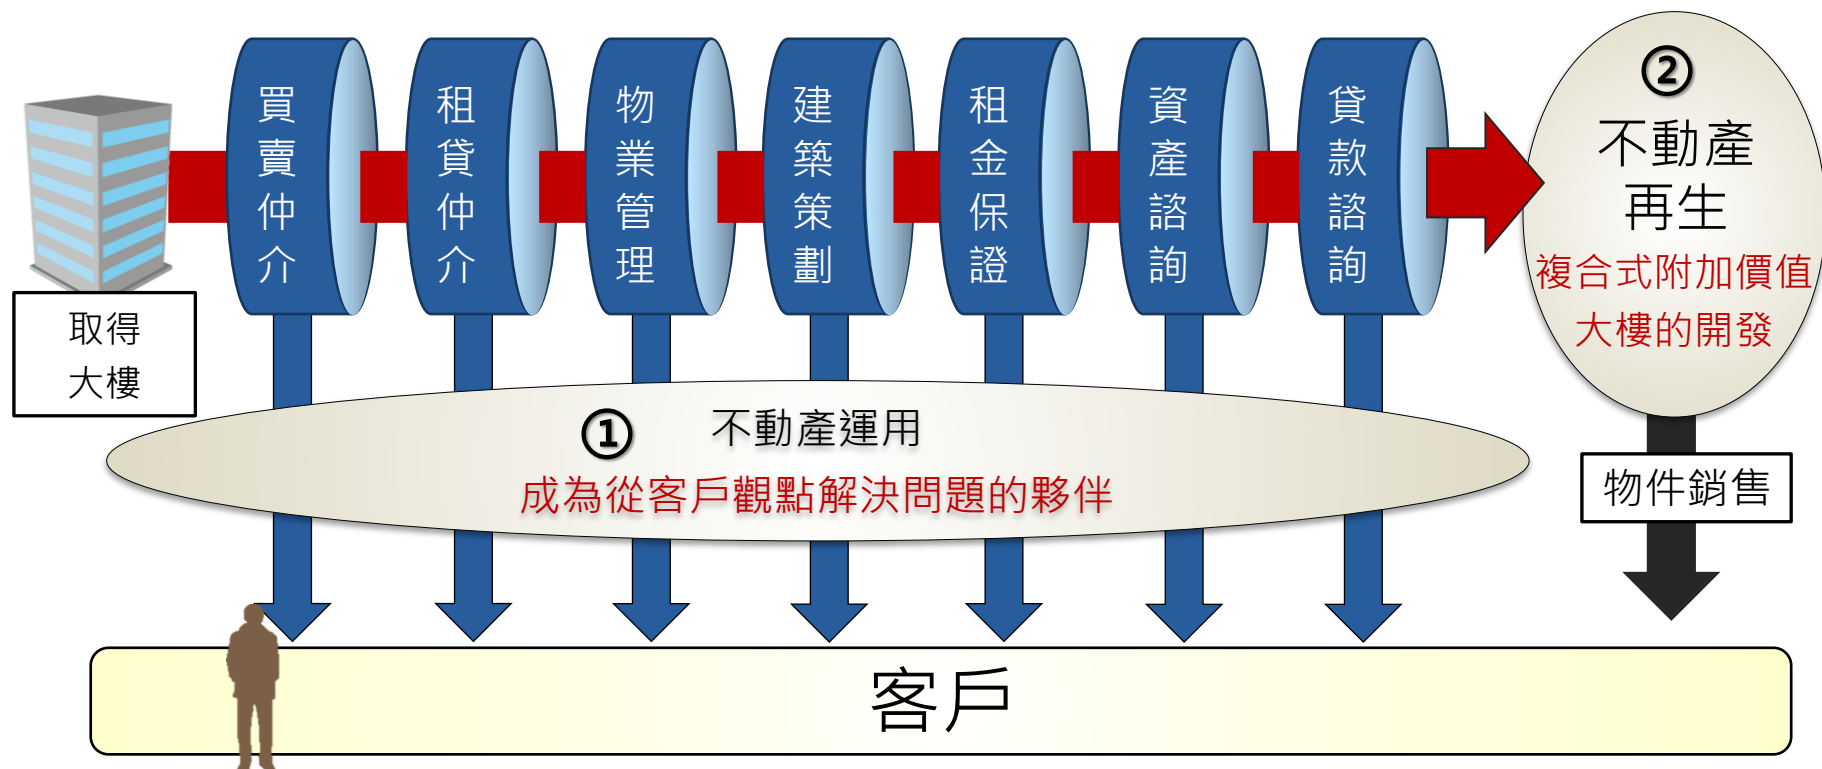 買賣仲介
租貸仲介
物業管理
建築策劃
租金保證
資產諮詢
貸款諮詢
②
不動產
再生
複合式附加價值
大樓的開發
取得
大樓
① 不動產運用
成為從客戶觀點解決問題的夥伴
物件銷售
客戶